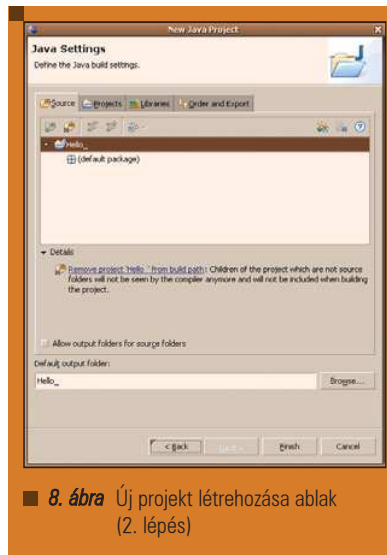 New Java Project
Java Settings
Define the Java build settings.
Source Projects Libraries Order and Export
Hello_
(default package)
Details
Remove project 'Hello_' from build path: Children of the project which are not source
folders will not be seen by the compiler anymore and will not be included when building
the project.
Allow output folders for source folders
Default output folder:
Hello_
Browse...
< Back Next > Finish Cancel
8. ábra Új projekt létrehozása ablak
(2. lépés)